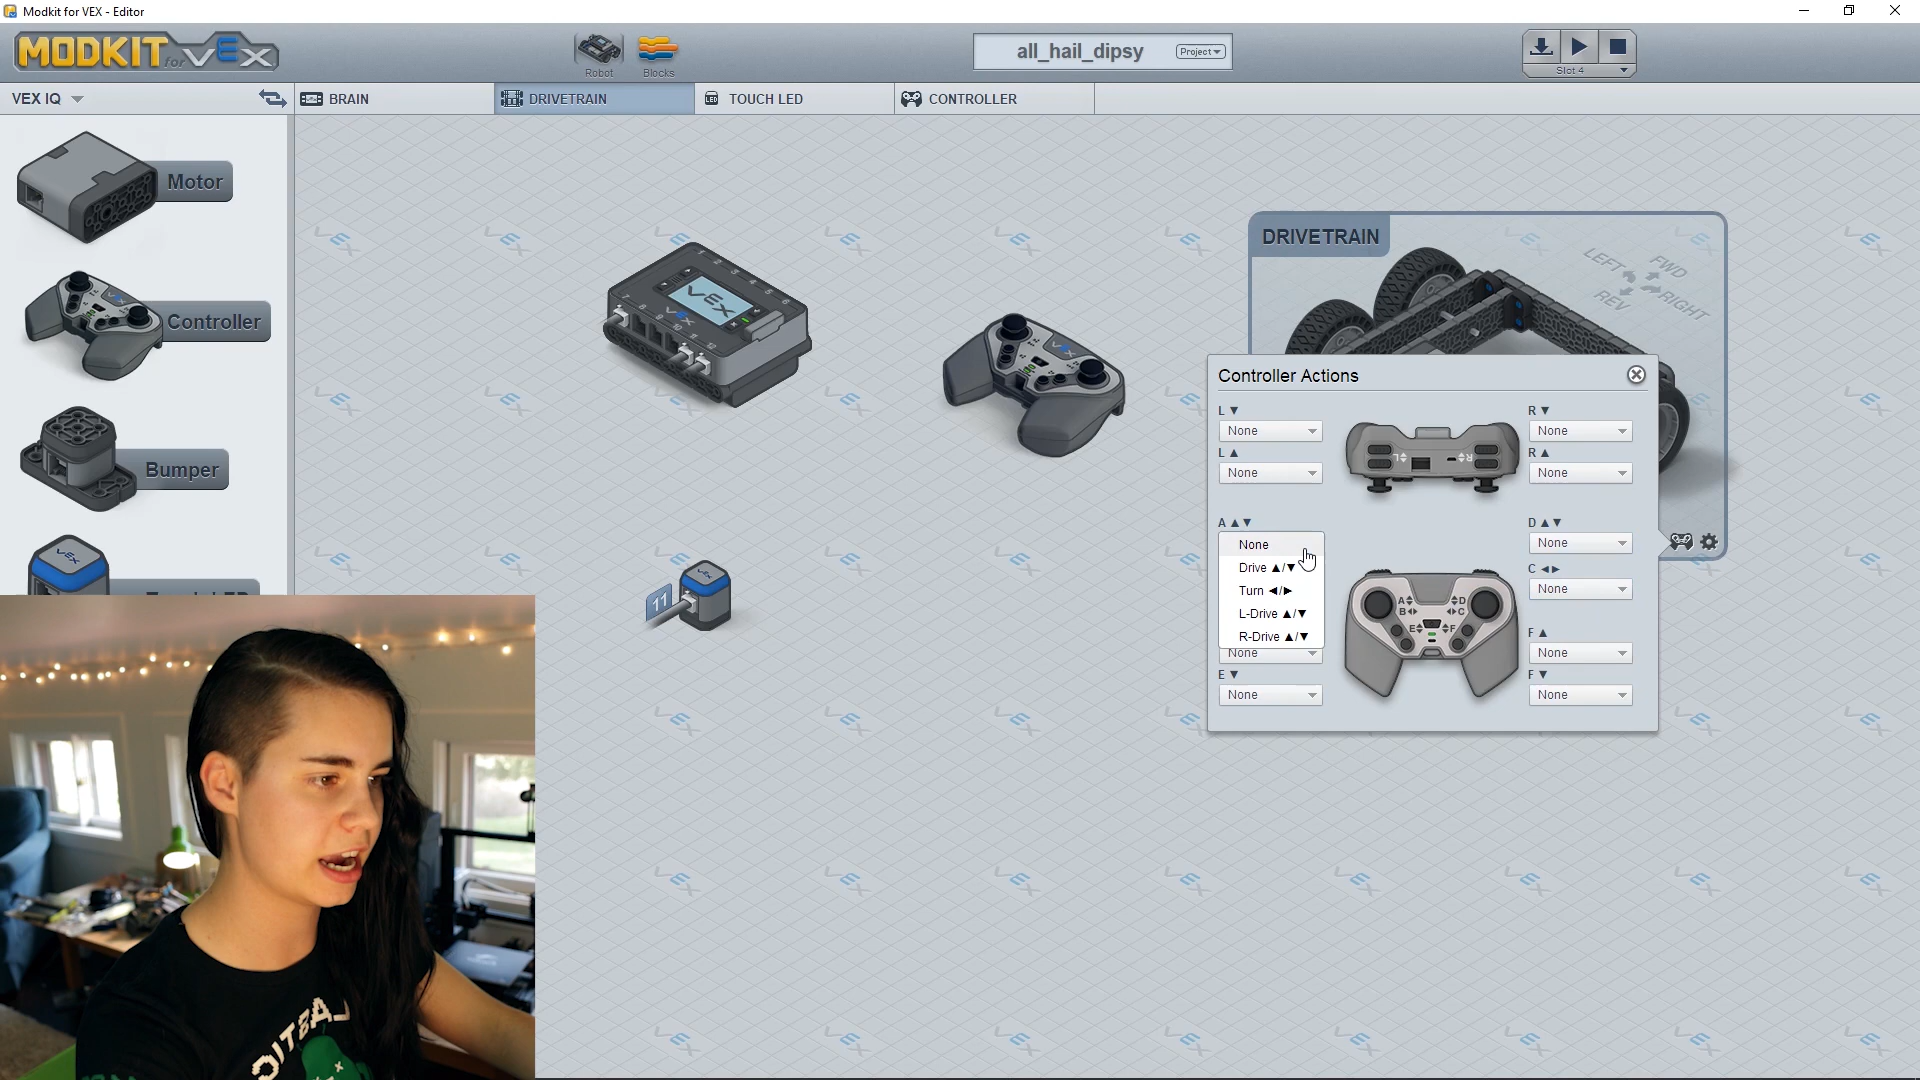 Modkit for VEX - Editor
MODKIT for VEX
Robot
Blocks
all_hail_dipsy
Project
Slot 4
VEX IQ
BRAIN
DRIVETRAIN
TOUCH LED
CONTROLLER
Motor
Controller
Bumper
VEX
VEX
11
DRIVETRAIN
LEFT
FWD
REV
RIGHT
Controller Actions
L ▼
None
L ▲
None
R ▼
None
R ▲
None
A ▲▼
None
Drive ▲/▼
Turn ◀/▶
L-Drive ▲/▼
R-Drive ▲/▼
None
E ▼
None
D ▲▼
None
C ◀▶
None
F ▲
None
F ▼
None